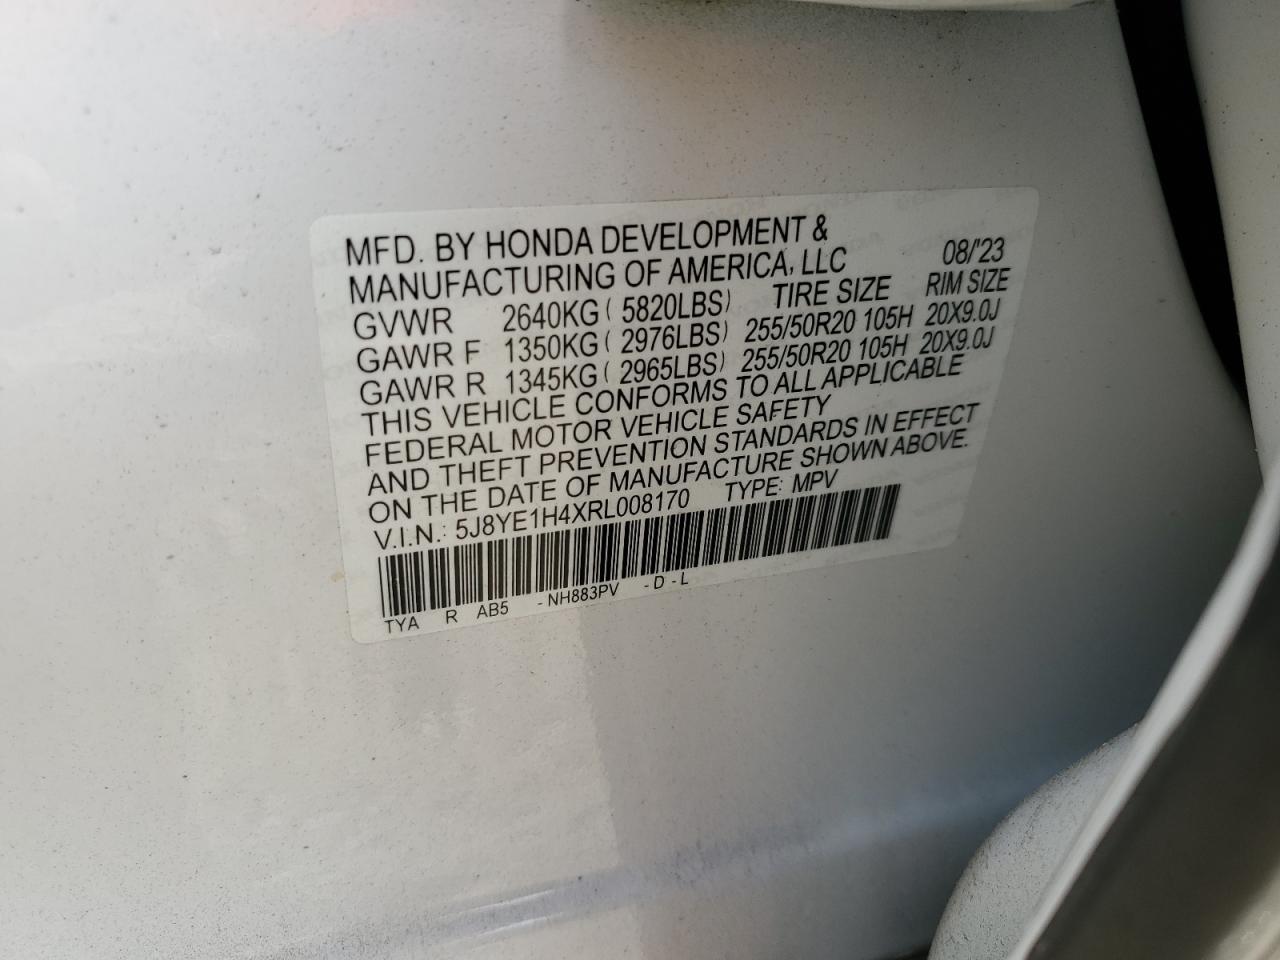 MFD. BY HONDA DEVELOPMENT &
MANUFACTURING OF AMERICA, LLC 08/'23
GVWR 2640KG ( 5820LBS) TIRE SIZE RIM SIZE
GAWR F 1350KG ( 2976LBS) 255/50R20 105H 20X9.0J
GAWR R 1345KG ( 2965LBS) 255/50R20 105H 20X9.0J
THIS VEHICLE CONFORMS TO ALL APPLICABLE
FEDERAL MOTOR VEHICLE SAFETY
AND THEFT PREVENTION STANDARDS IN EFFECT
ON THE DATE OF MANUFACTURE SHOWN ABOVE.
V.I.N.: 5J8YE1H4XRL008170 TYPE: MPV
TYA R AB5 -NH883PV -D-L